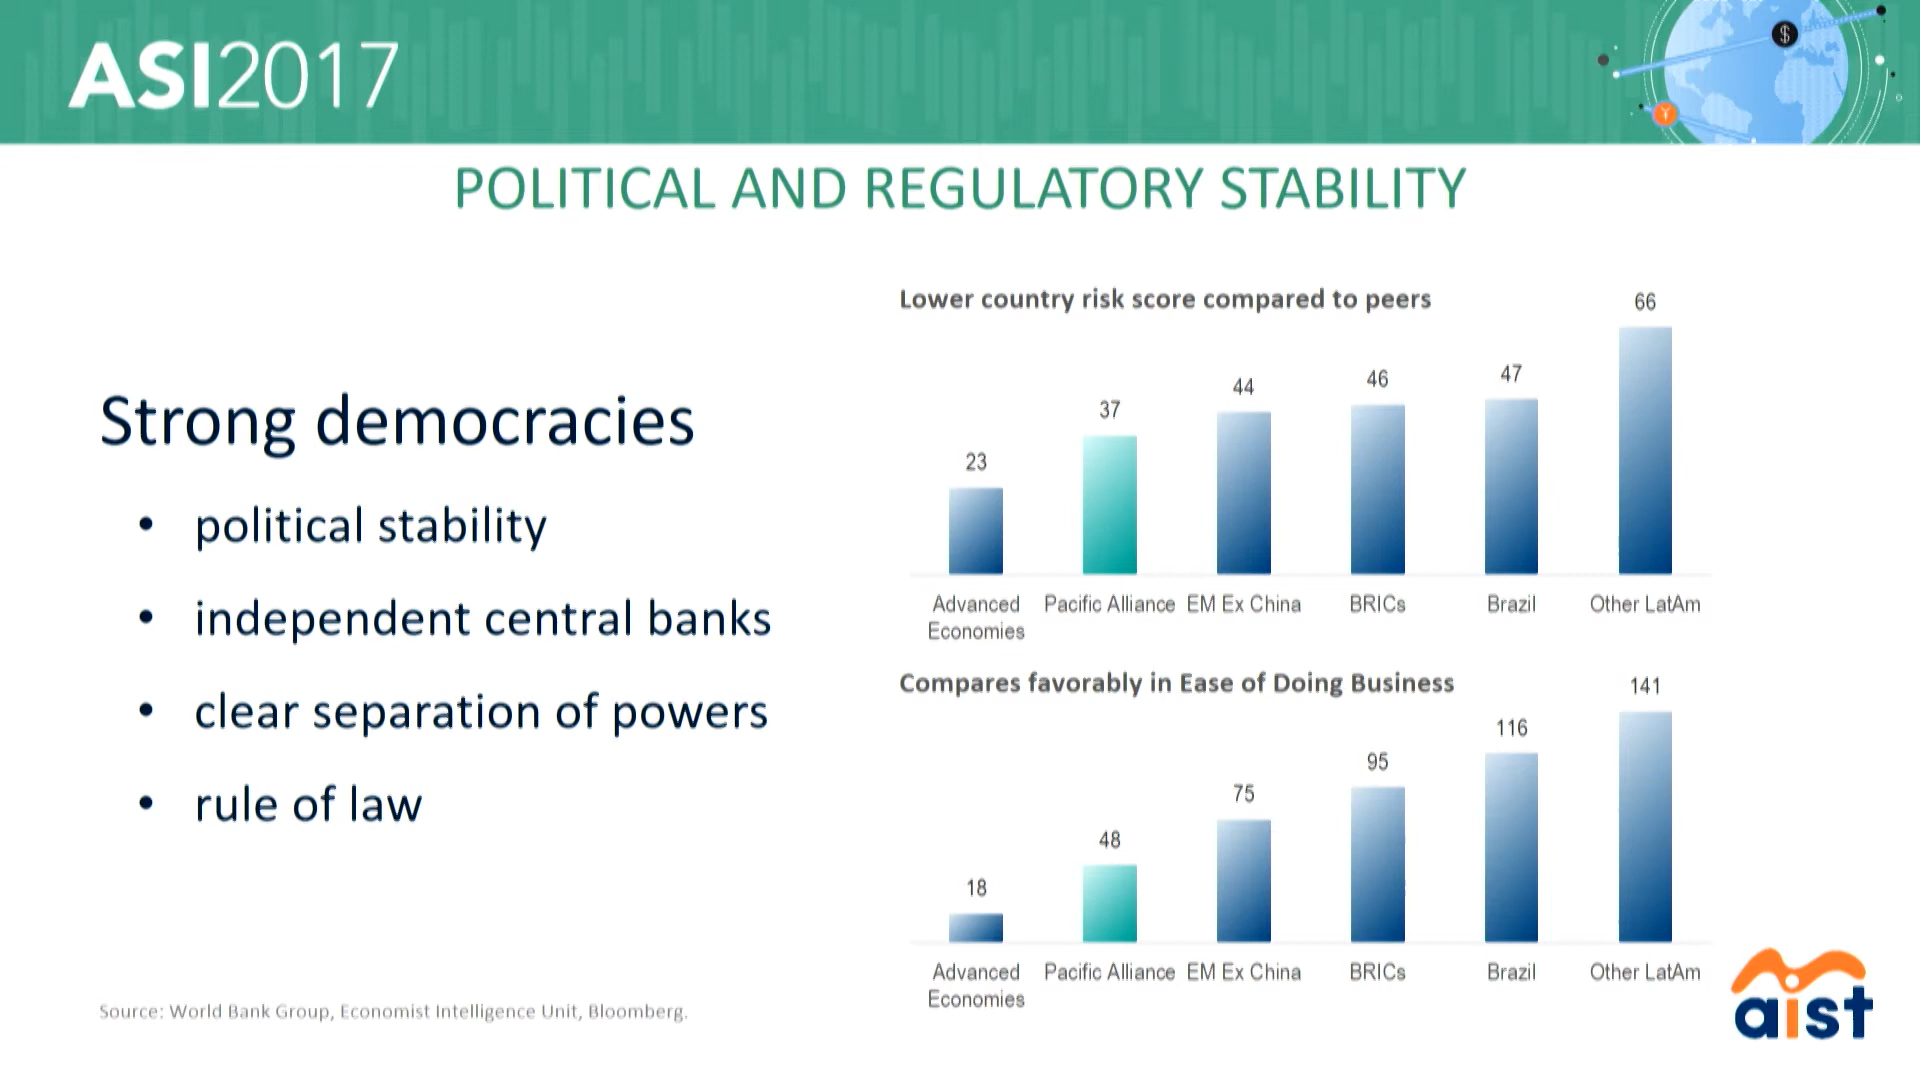 ASI2017
$
POLITICAL AND REGULATORY STABILITY
Strong democracies
• political stability
• independent central banks
• clear separation of powers
• rule of law
Source: World Bank Group, Economist Intelligence Unit, Bloomberg.
Lower country risk score compared to peers
23
37
44
46
47
66
Advanced
Economies
Pacific Alliance
EM Ex China
BRICs
Brazil
Other LatAm
Compares favorably in Ease of Doing Business
18
48
75
95
116
141
Advanced
Economies
Pacific Alliance
EM Ex China
BRICs
Brazil
Other LatAm
aist